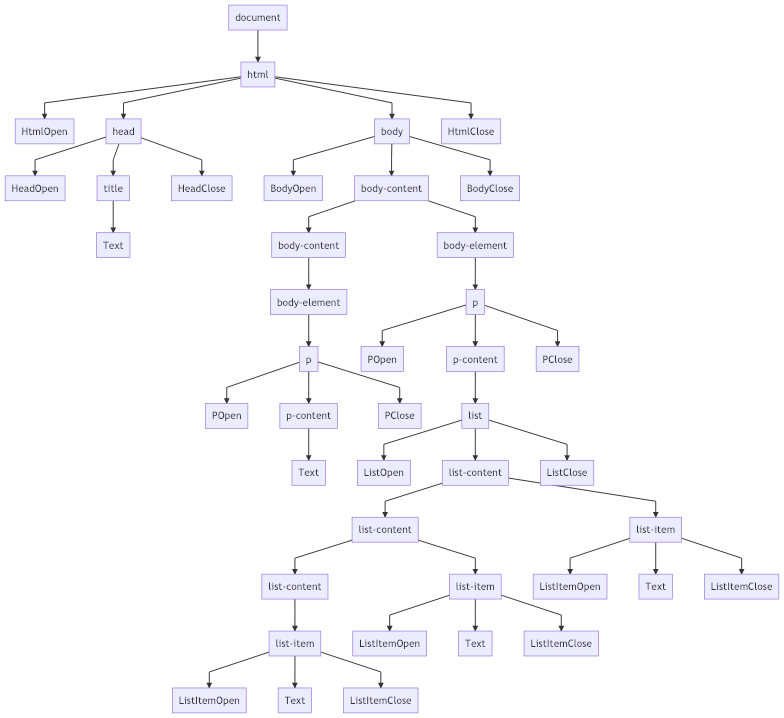 document
html
HtmlOpen
head
body
HtmlClose
HeadOpen
title
HeadClose
BodyOpen
body-content
BodyClose
Text
body-content
body-element
body-element
p
p
POpen
p-content
PClose
POpen
p-content
PClose
list
Text
ListOpen
list-content
ListClose
list-content
list-item
list-content
list-item
ListItemOpen
Text
ListItemClose
list-item
ListItemOpen
Text
ListItemClose
ListItemOpen
Text
ListItemClose